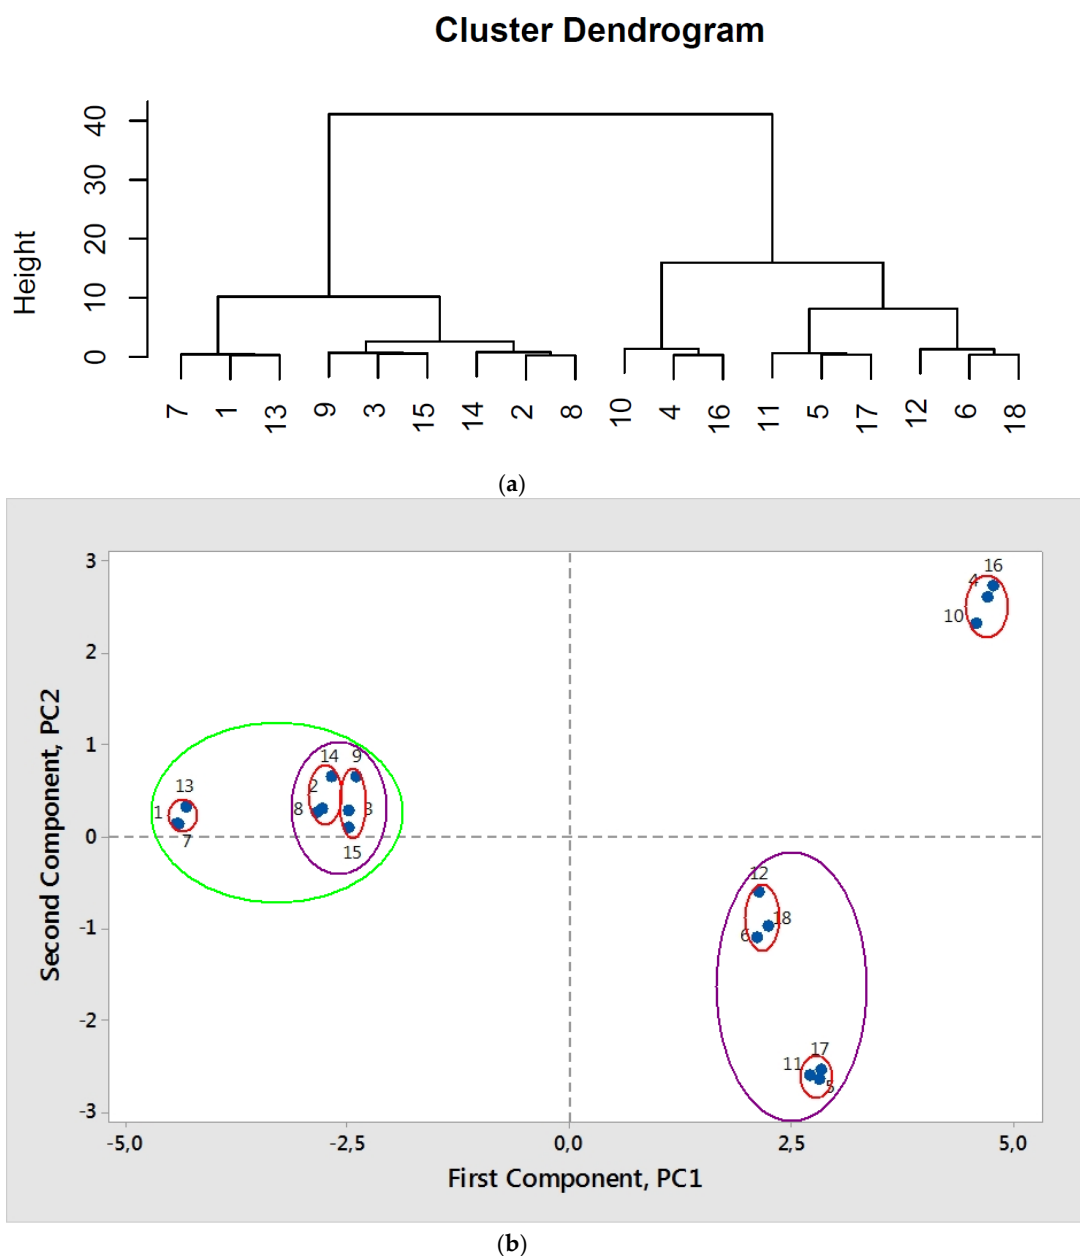 Cluster Dendrogram
Height
40
30
20
10
0
7 1 13 9 3 15 14 2 8 10 4 16 11 5 17 12 6 18
(a)
Second Component, PC2
3
2
1
0
-1
-2
-3
16
4
10
14 9
13
2
1 8 3
7
15
12
18
6
17
11
5
-5,0 -2,5 0,0 2,5 5,0
First Component, PC1
(b)